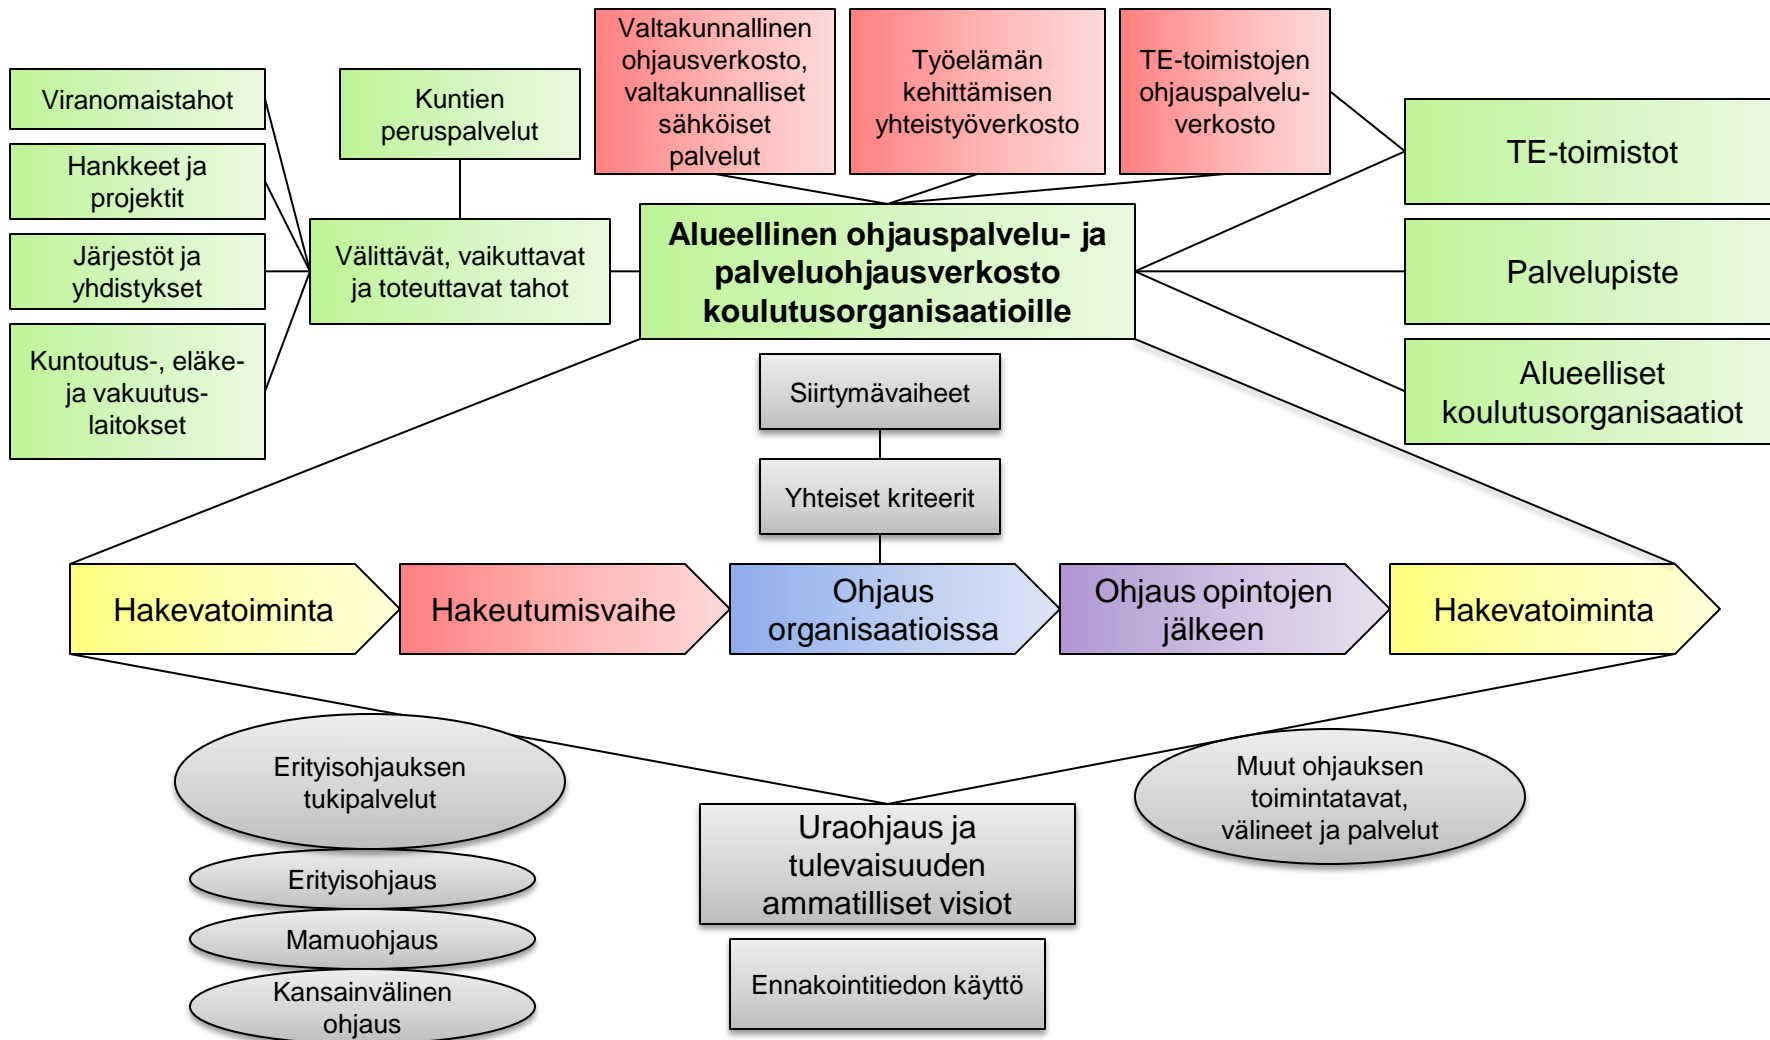 Valtakunnallinen
ohjausverkosto,
valtakunnalliset
sähköiset
palvelut
Työelämän
kehittämisen
yhteistyöverkosto
TE-toimistojen
ohjauspalvelu-
verkosto
Viranomaistahot
Kuntien
peruspalvelut
Hankkeet ja
projektit
TE-toimistot
Järjestöt ja
yhdistykset
Välittävät, vaikuttavat
ja toteuttavat tahot
Alueellinen ohjauspalvelu- ja
palveluohjausverkosto
koulutusorganisaatioille
Palvelupiste
Kuntoutus-, eläke-
ja vakuutus-
laitokset
Alueelliset
koulutusorganisaatiot
Siirtymävaiheet
Yhteiset kriteerit
Hakevatoiminta
Hakeutumisvaihe
Ohjaus
organisaatioissa
Ohjaus opintojen
jälkeen
Hakevatoiminta
Erityisohjauksen
tukipalvelut
Erityisohjaus
Mamuohjaus
Kansainvälinen
ohjaus
Uraohjaus ja
tulevaisuuden
ammatilliset visiot
Ennakointitiedon käyttö
Muut ohjauksen
toimintatavat,
välineet ja palvelut